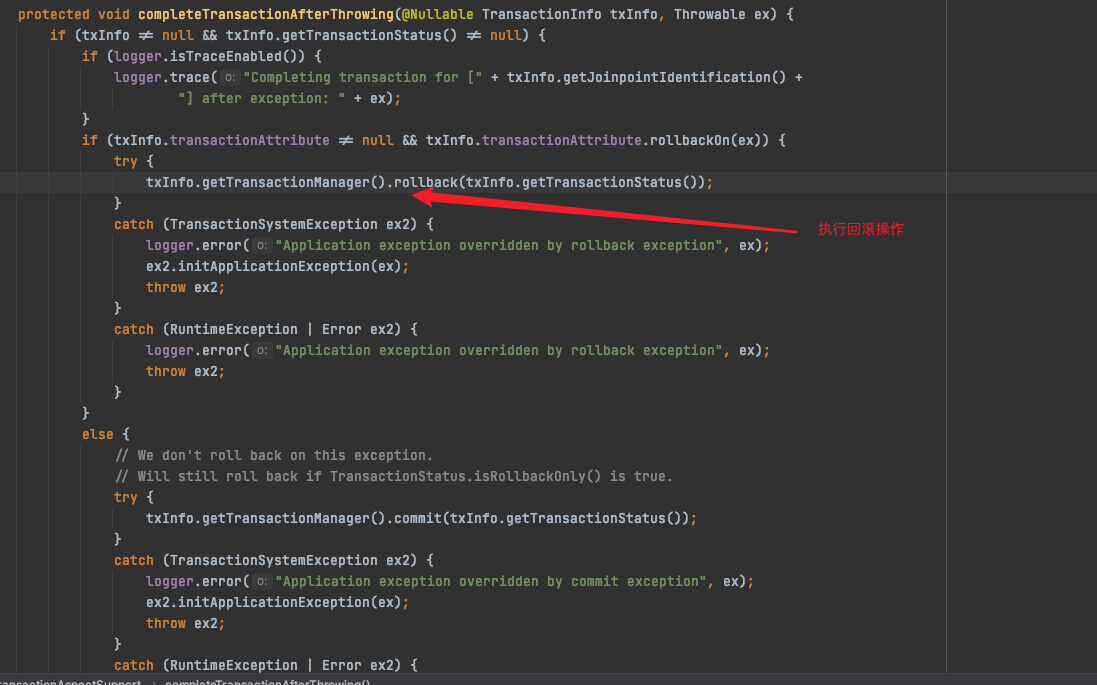 protected void completeTransactionAfterThrowing(@Nullable TransactionInfo txInfo, Throwable ex) {
if (txInfo ≠ null && txInfo.getTransactionStatus() ≠ null) {
if (logger.isTraceEnabled()) {
logger.trace( o: "Completing transaction for [" + txInfo.getJoinpointIdentification() +
"] after exception: " + ex);
}
if (txInfo.transactionAttribute ≠ null && txInfo.transactionAttribute.rollbackOn(ex)) {
try {
txInfo.getTransactionManager().rollback(txInfo.getTransactionStatus());
}
catch (TransactionSystemException ex2) {
执行回滚操作
logger.error( o: "Application exception overridden by rollback exception", ex);
ex2.initApplicationException(ex);
throw ex2;
}
catch (RuntimeException | Error ex2) {
logger.error( o: "Application exception overridden by rollback exception", ex);
throw ex2;
}
}
else {
// We don't roll back on this exception.
// Will still roll back if TransactionStatus.isRollbackOnly() is true.
try {
txInfo.getTransactionManager().commit(txInfo.getTransactionStatus());
}
catch (TransactionSystemException ex2) {
logger.error( o: "Application exception overridden by commit exception", ex);
ex2.initApplicationException(ex);
throw ex2;
}
catch (RuntimeException | Error ex2) {
ransactionAspectSupport > completeTransactionAfterThrowing()